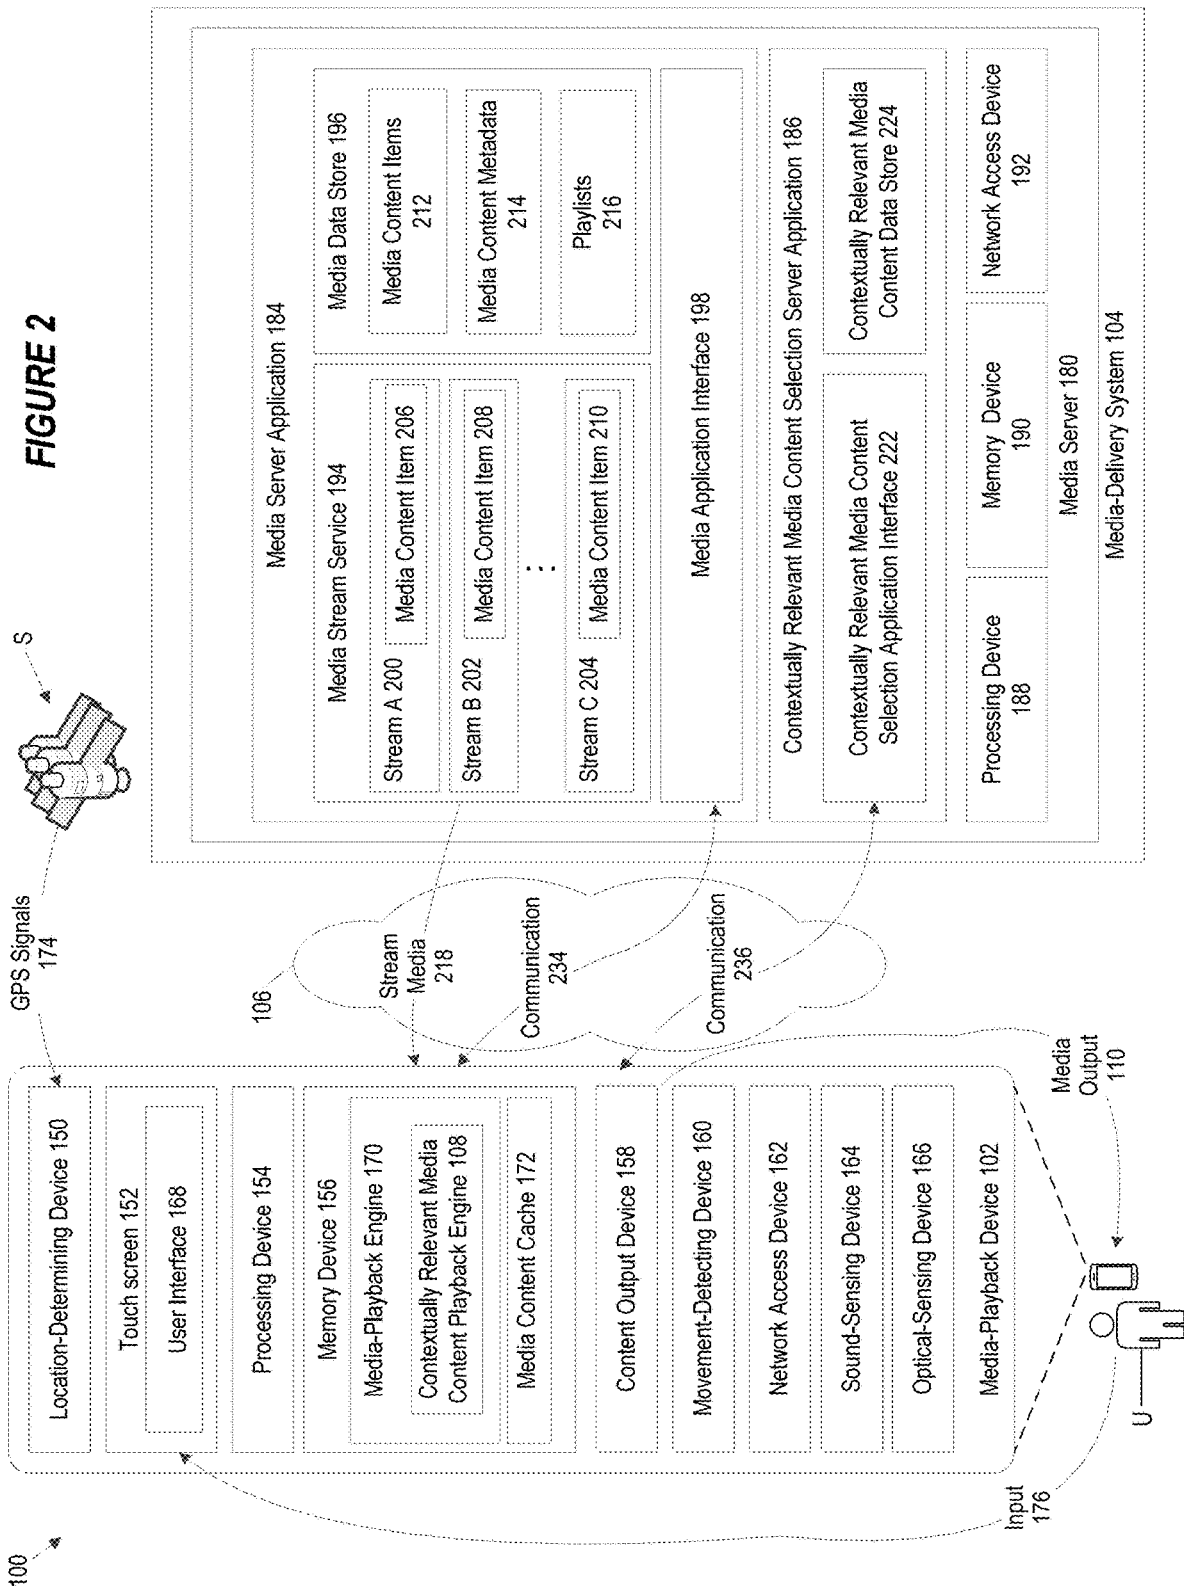 FIGURE 2
100
S
GPS Signals
174
Location-Determining Device 150
Touch screen 152
User Interface 168
Processing Device 154
Memory Device 156
Media-Playback Engine 170
Contextually Relevant Media
Content Playback Engine 108
Media Content Cache 172
Content Output Device 158
Movement-Detecting Device 160
Network Access Device 162
Sound-Sensing Device 164
Optical-Sensing Device 166
Media-Playback Device 102
Input
176
U
Media
Output
110
106
Stream
Media
218
Communication
234
Communication
236
Media Server Application 184
Media Stream Service 194
Stream A 200
Media Content Item 206
Stream B 202
Media Content Item 208
Stream C 204
Media Content Item 210
Media Data Store 196
Media Content Items
212
Media Content Metadata
214
Playlists
216
Media Application Interface 198
Contextually Relevant Media Content Selection Server Application 186
Contextually Relevant Media Content
Selection Application Interface 222
Contextually Relevant Media
Content Data Store 224
Processing Device
188
Memory Device
190
Network Access Device
192
Media Server 180
Media-Delivery System 104